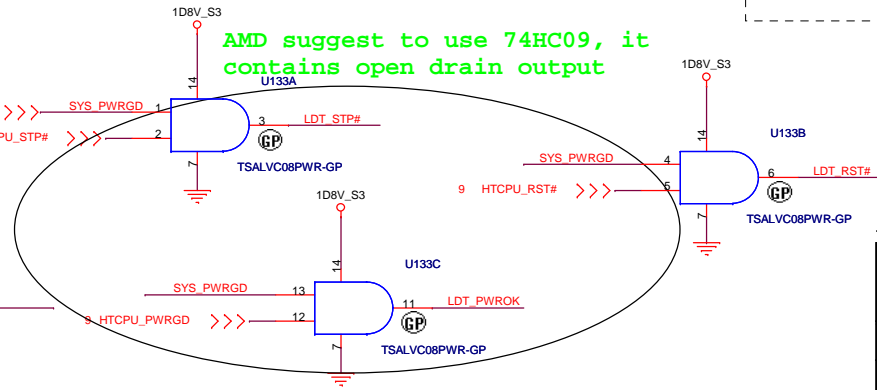 1D8V_S3
AMD suggest to use 74HC09, it
contains open drain output
14
U133A
SYS_PWRGD
1
3
LDT_STP#
PU_STP#
2
GP
7
TSALVC08PWR-GP
1D8V_S3
14
U133B
SYS_PWRGD
4
6
LDT_RST#
9 HTCPU_RST#
5
GP
7
TSALVC08PWR-GP
1D8V_S3
14
U133C
SYS_PWRGD
13
11
LDT_PWROK
9 HTCPU_PWRGD
12
GP
7
TSALVC08PWR-GP